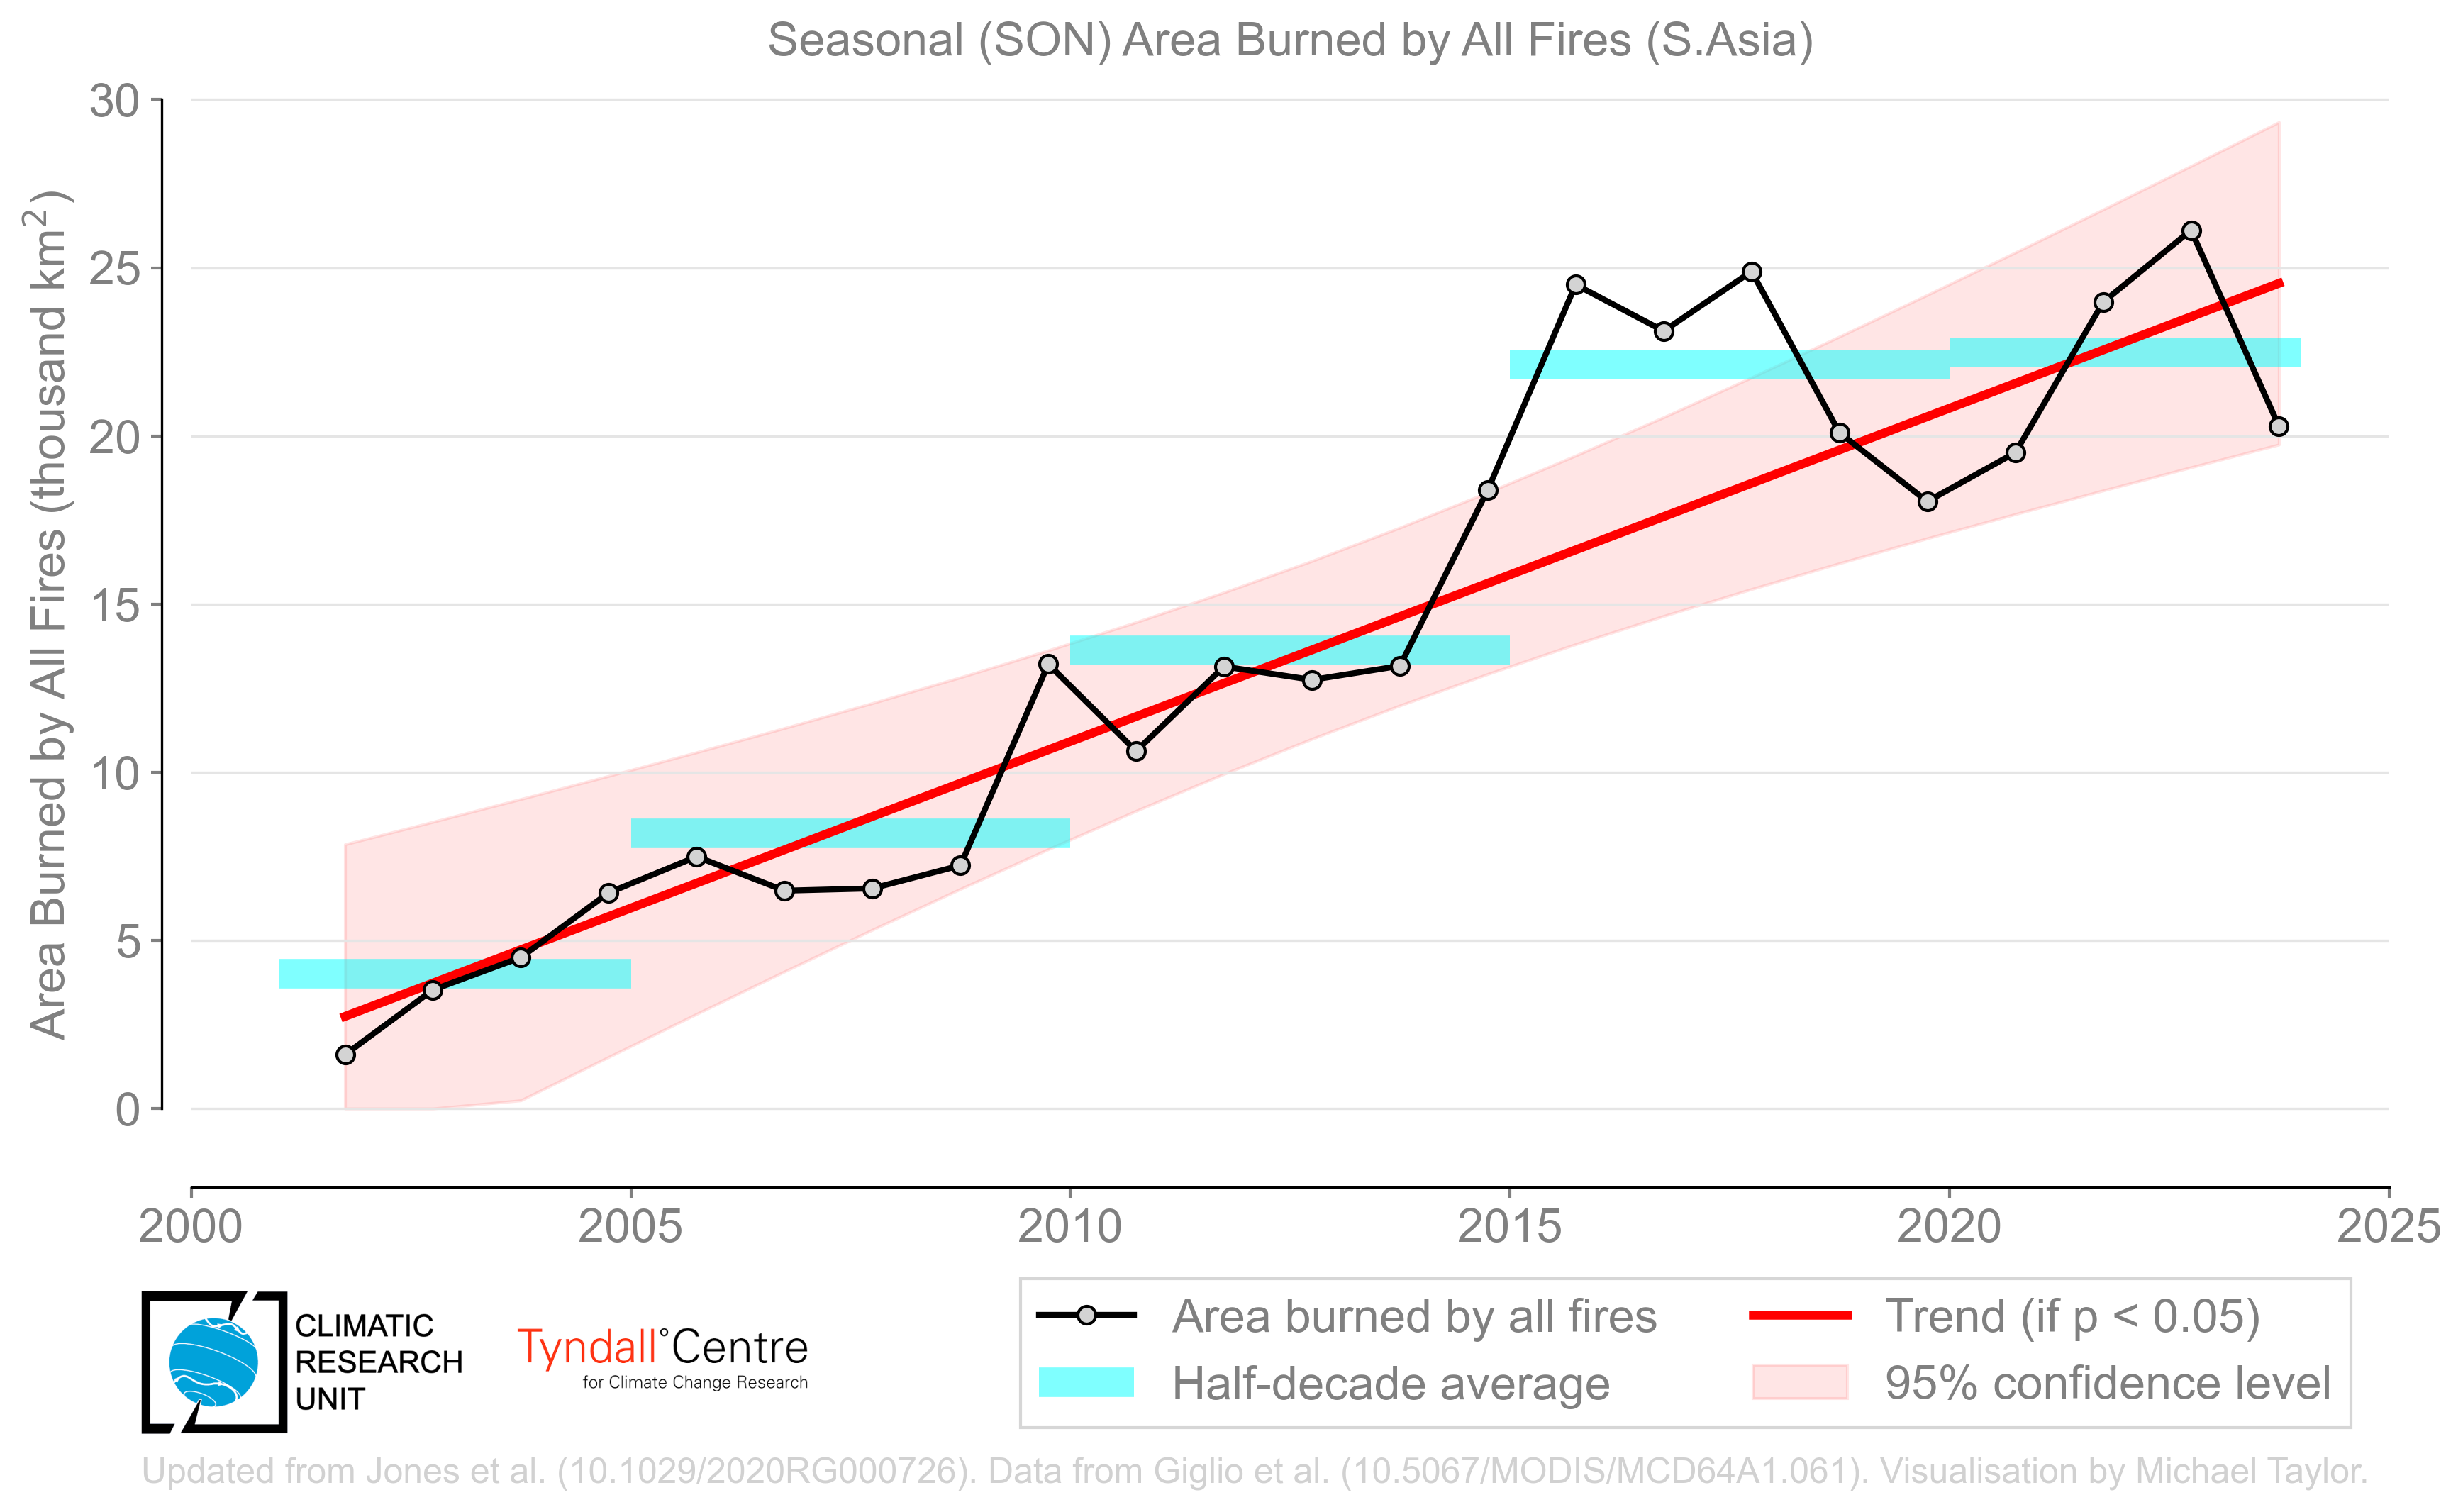 Seasonal (SON) Area Burned by All Fires (S.Asia)
Area Burned by All Fires (thousand km²)
30
25
20
15
10
5
0
2000 2005 2010 2015 2020 2025
CLIMATIC
RESEARCH
UNIT
Tyndall°Centre
for Climate Change Research
Area burned by all fires
Half-decade average
Trend (if p < 0.05)
95% confidence level
Updated from Jones et al. (10.1029/2020RG000726). Data from Giglio et al. (10.5067/MODIS/MCD64A1.061). Visualisation by Michael Taylor.